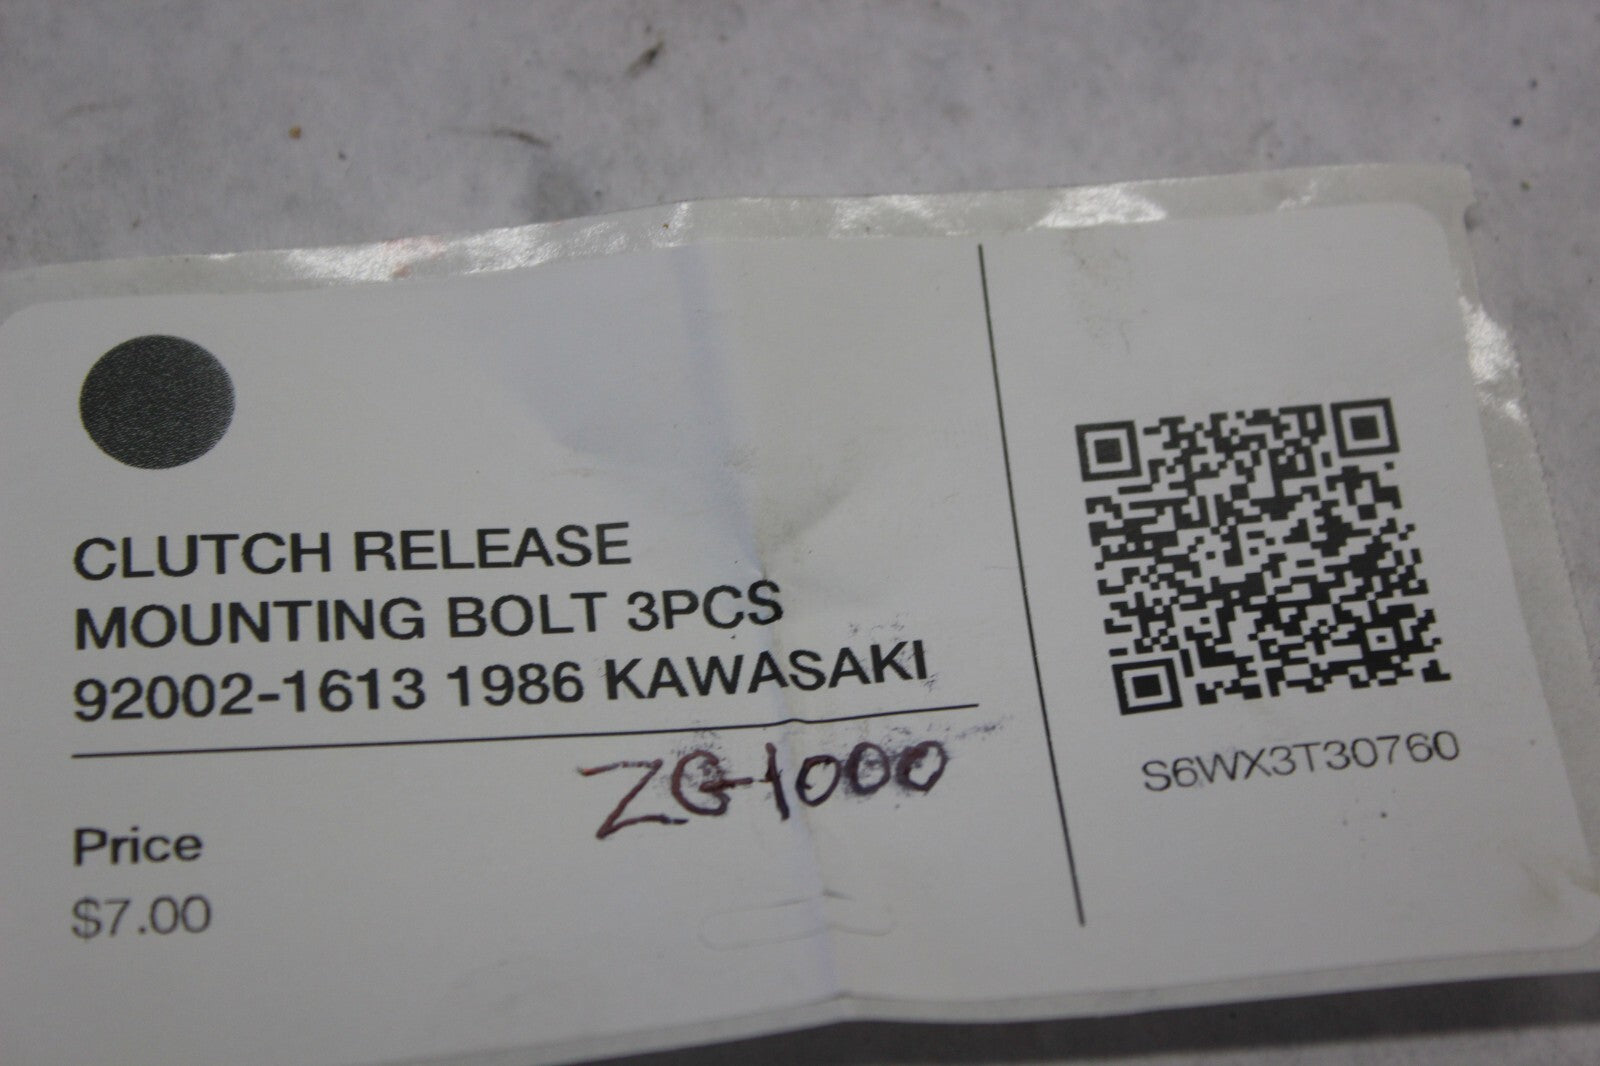 CLUTCH RELEASE
MOUNTING BOLT 3PCS
92002-1613 1986 KAWASAKI
ZG1000
Price
$7.00
S6WX3T30760